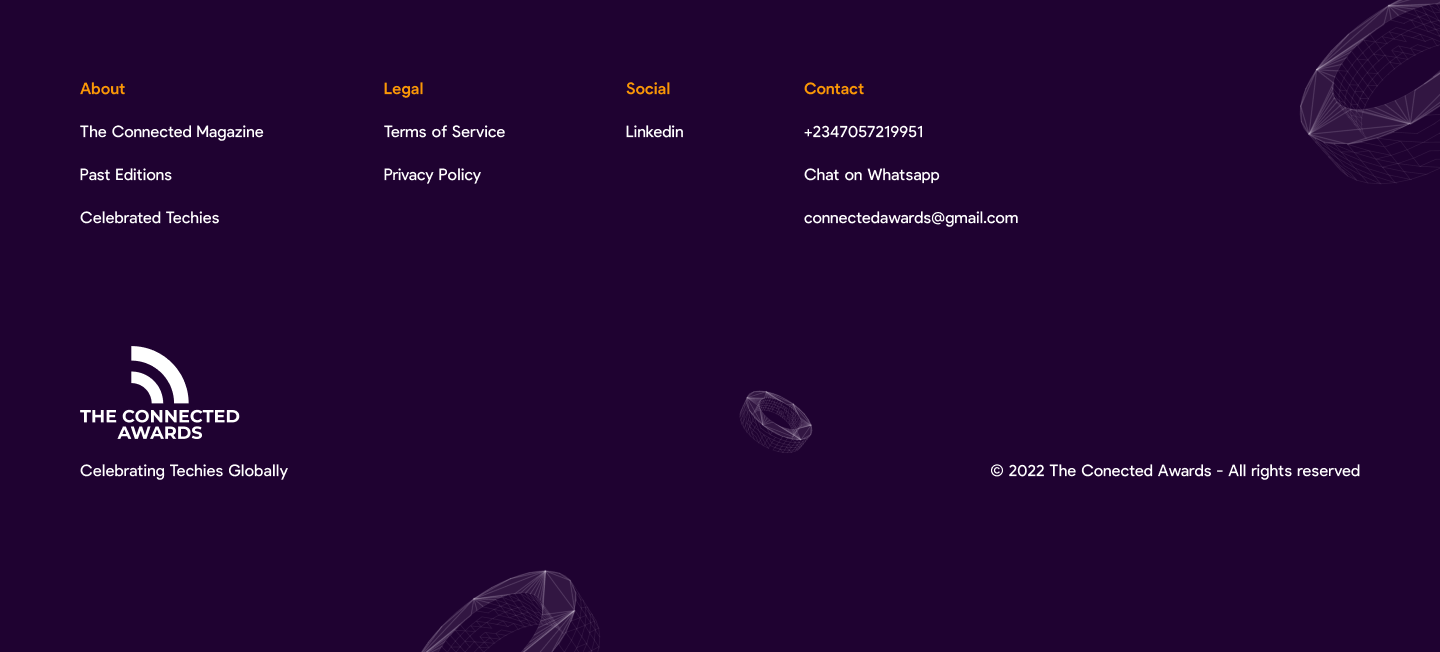 About
The Connected Magazine
Past Editions
Celebrated Techies
Legal
Terms of Service
Privacy Policy
Social
Linkedin
Contact
+2347057219951
Chat on Whatsapp
connectedawards@gmail.com
THE CONNECTED
AWARDS
Celebrating Techies Globally
© 2022 The Conected Awards - All rights reserved